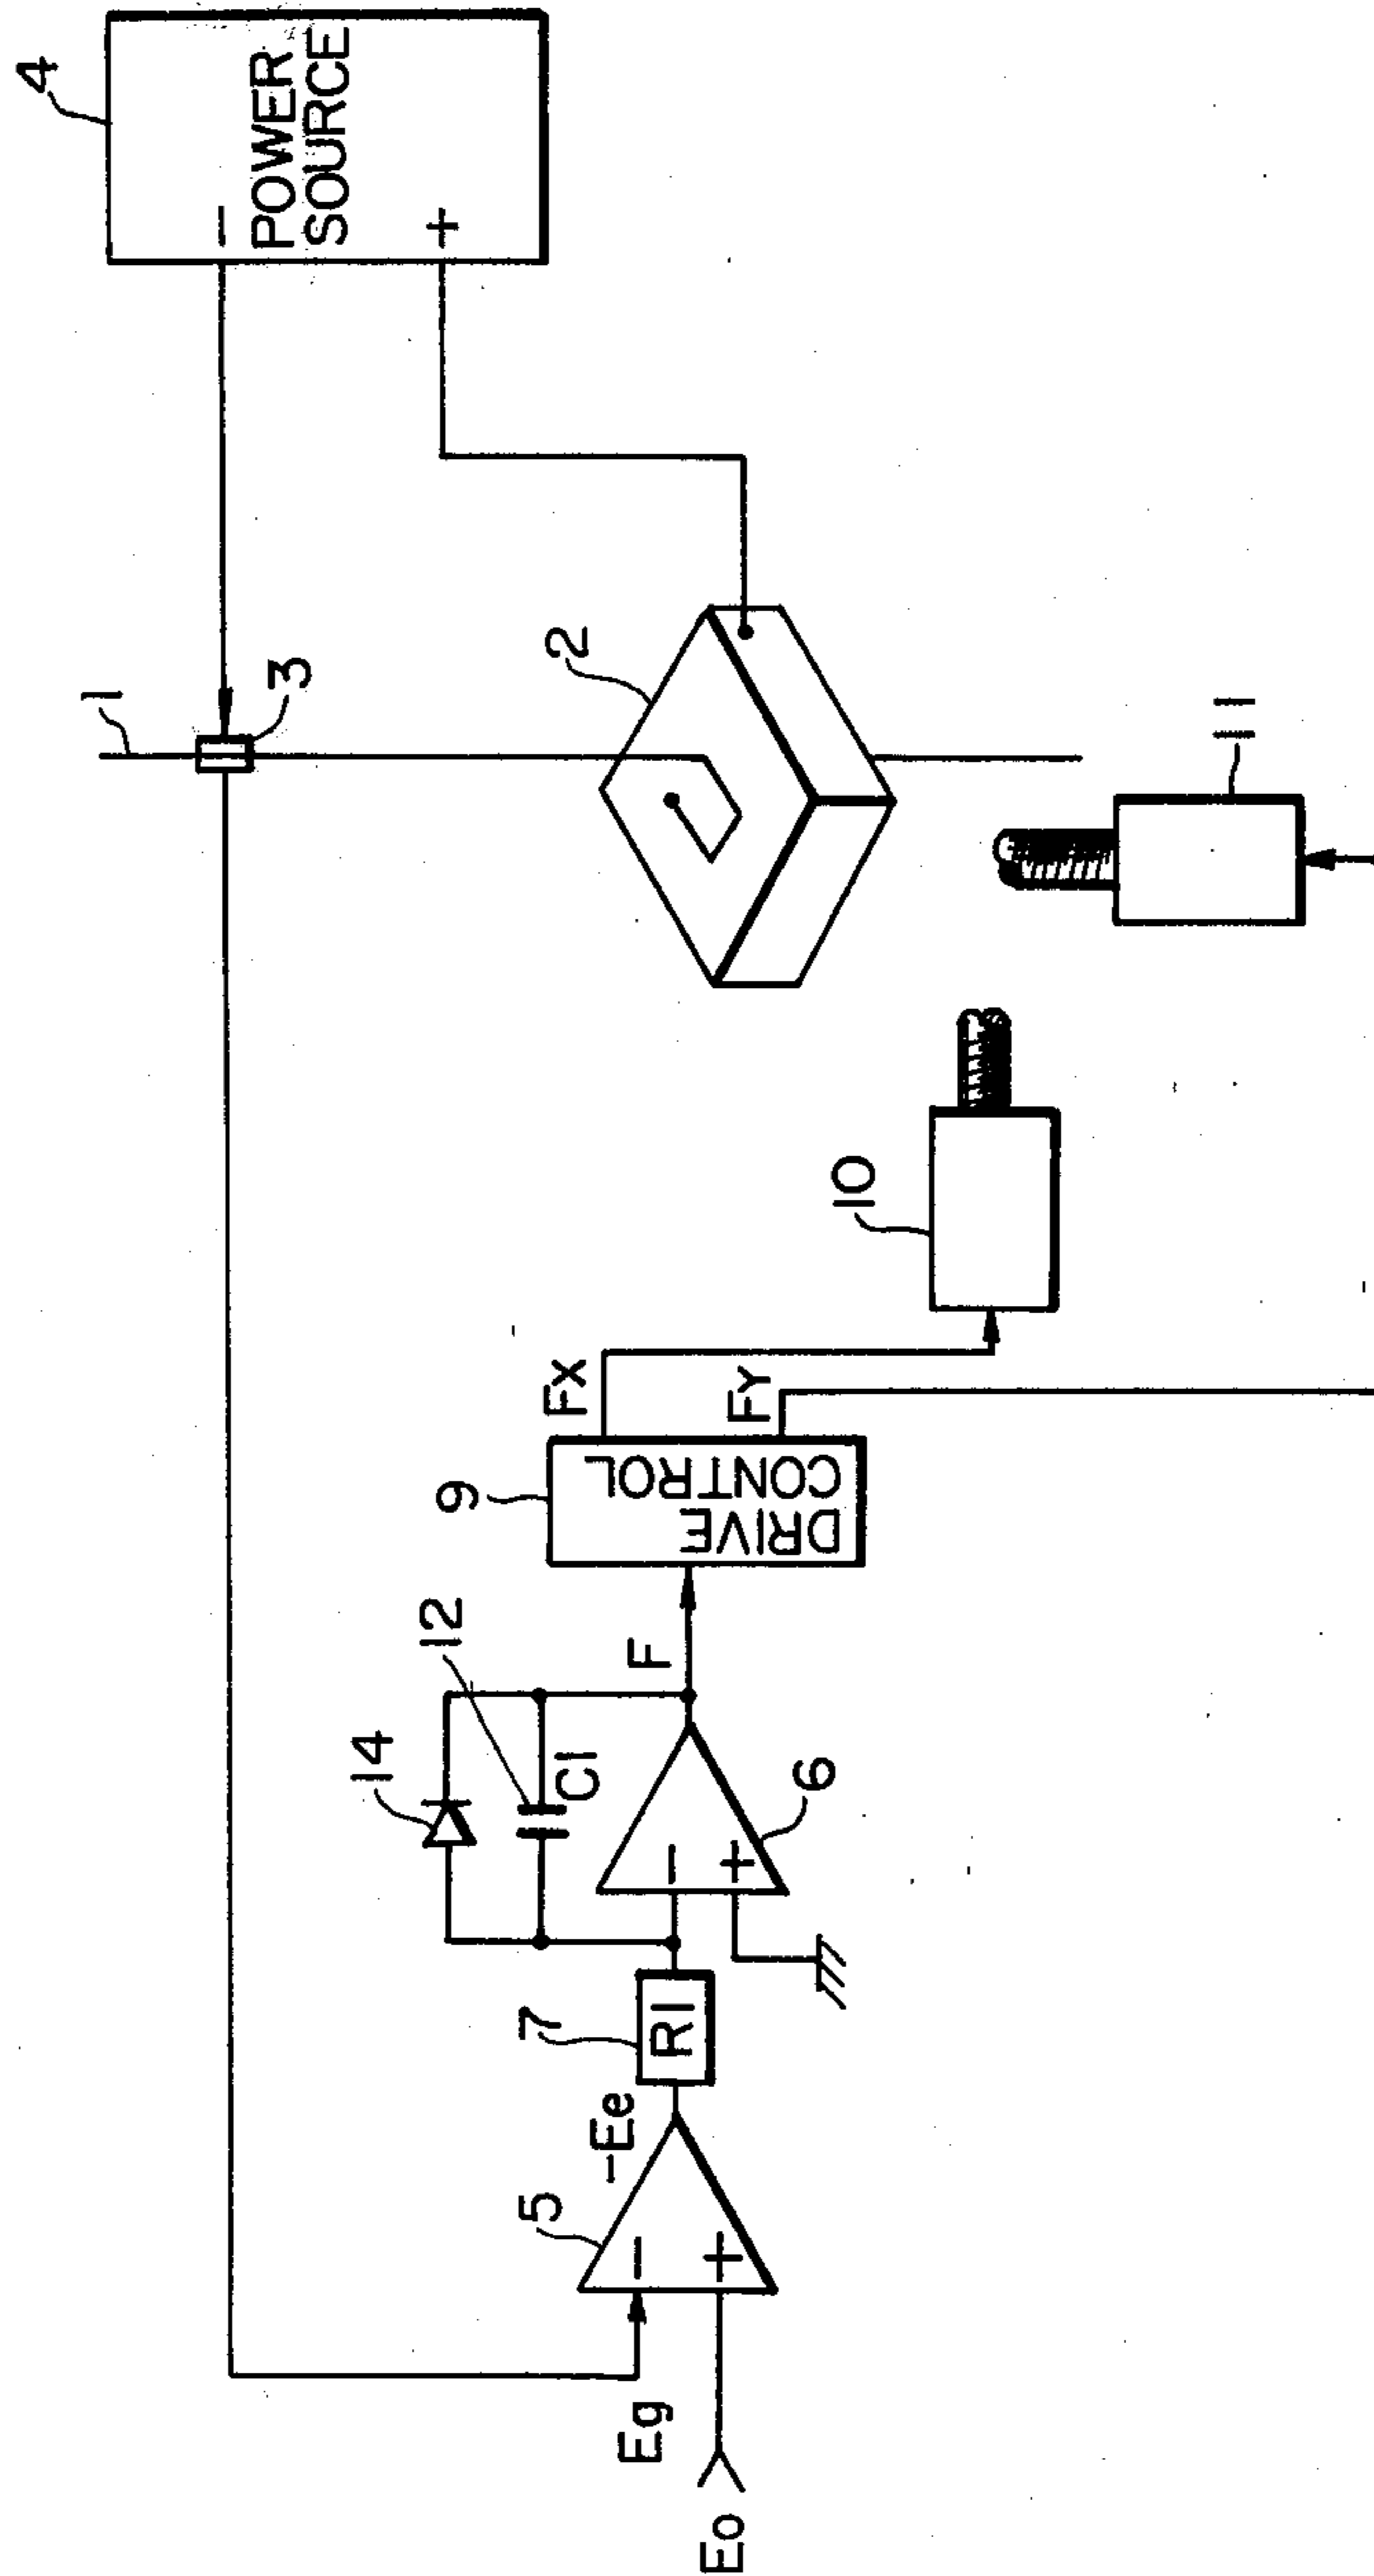 4
−
POWER
SOURCE
+
1
3
2
11
10
Fx
FY
9
DRIVE
CONTROL
F
14
12
C1
6
−
+
7
R1
−Ee
5
−
+
Eg
Eo